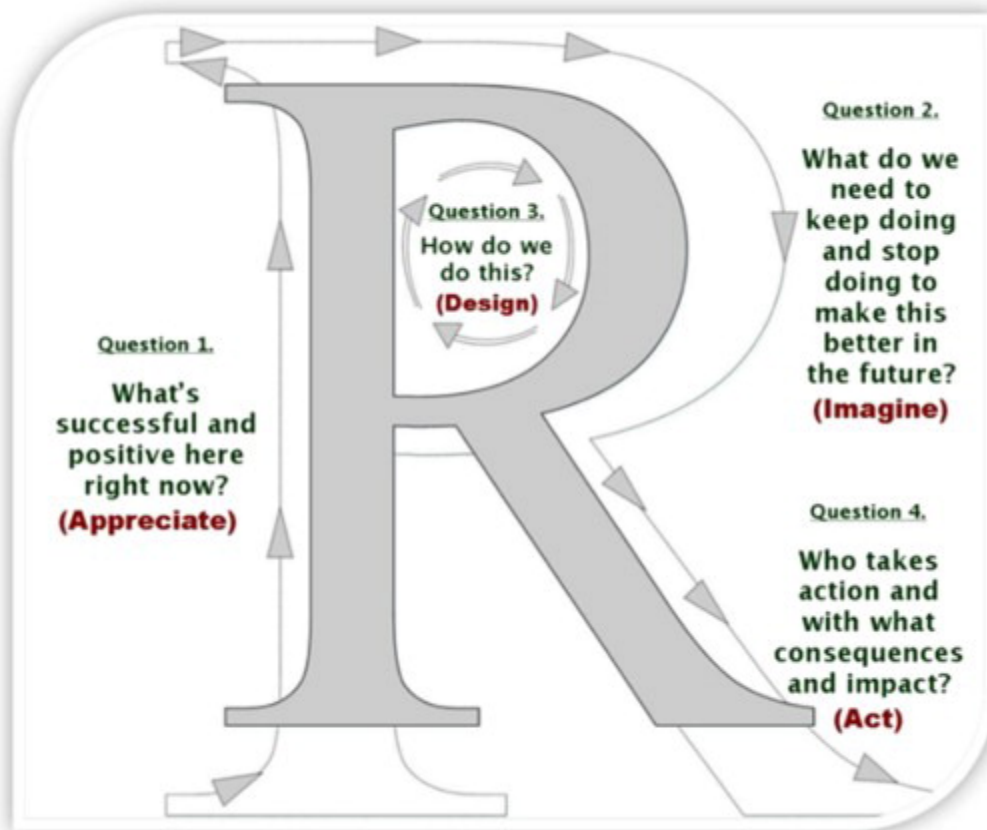 Question 1.
What's
successful and
positive here
right now?
(Appreciate)
Question 2.
What do we
need to
keep doing
and stop
doing to
make this
better in
the future?
(Imagine)
Question 3.
How do we
do this?
(Design)
Question 4.
Who takes
action and
with what
consequences
and impact?
(Act)
R